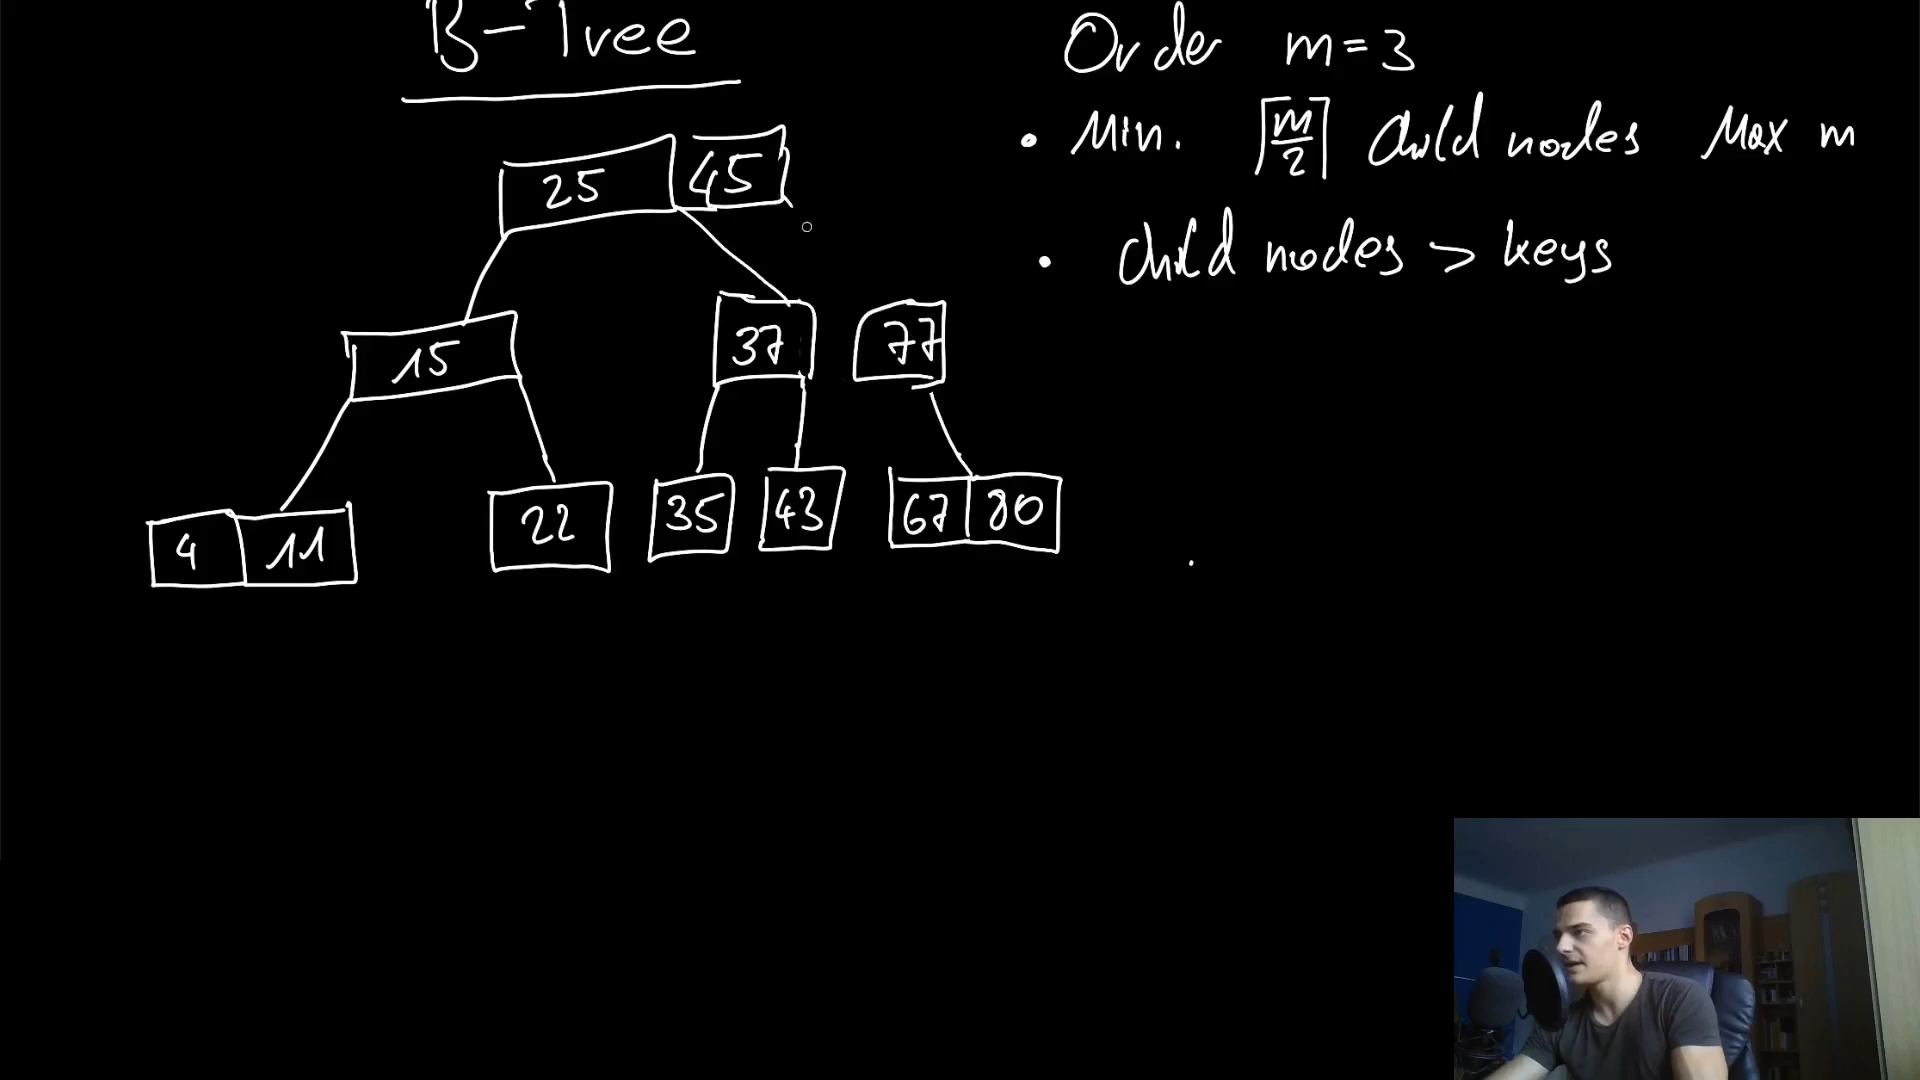 B-Tree
Order m=3
• Min. ⌈m/2⌉ Child nodes Max m
• Child nodes > keys
25 45
15 37 77
4 11 22 35 43 67 80